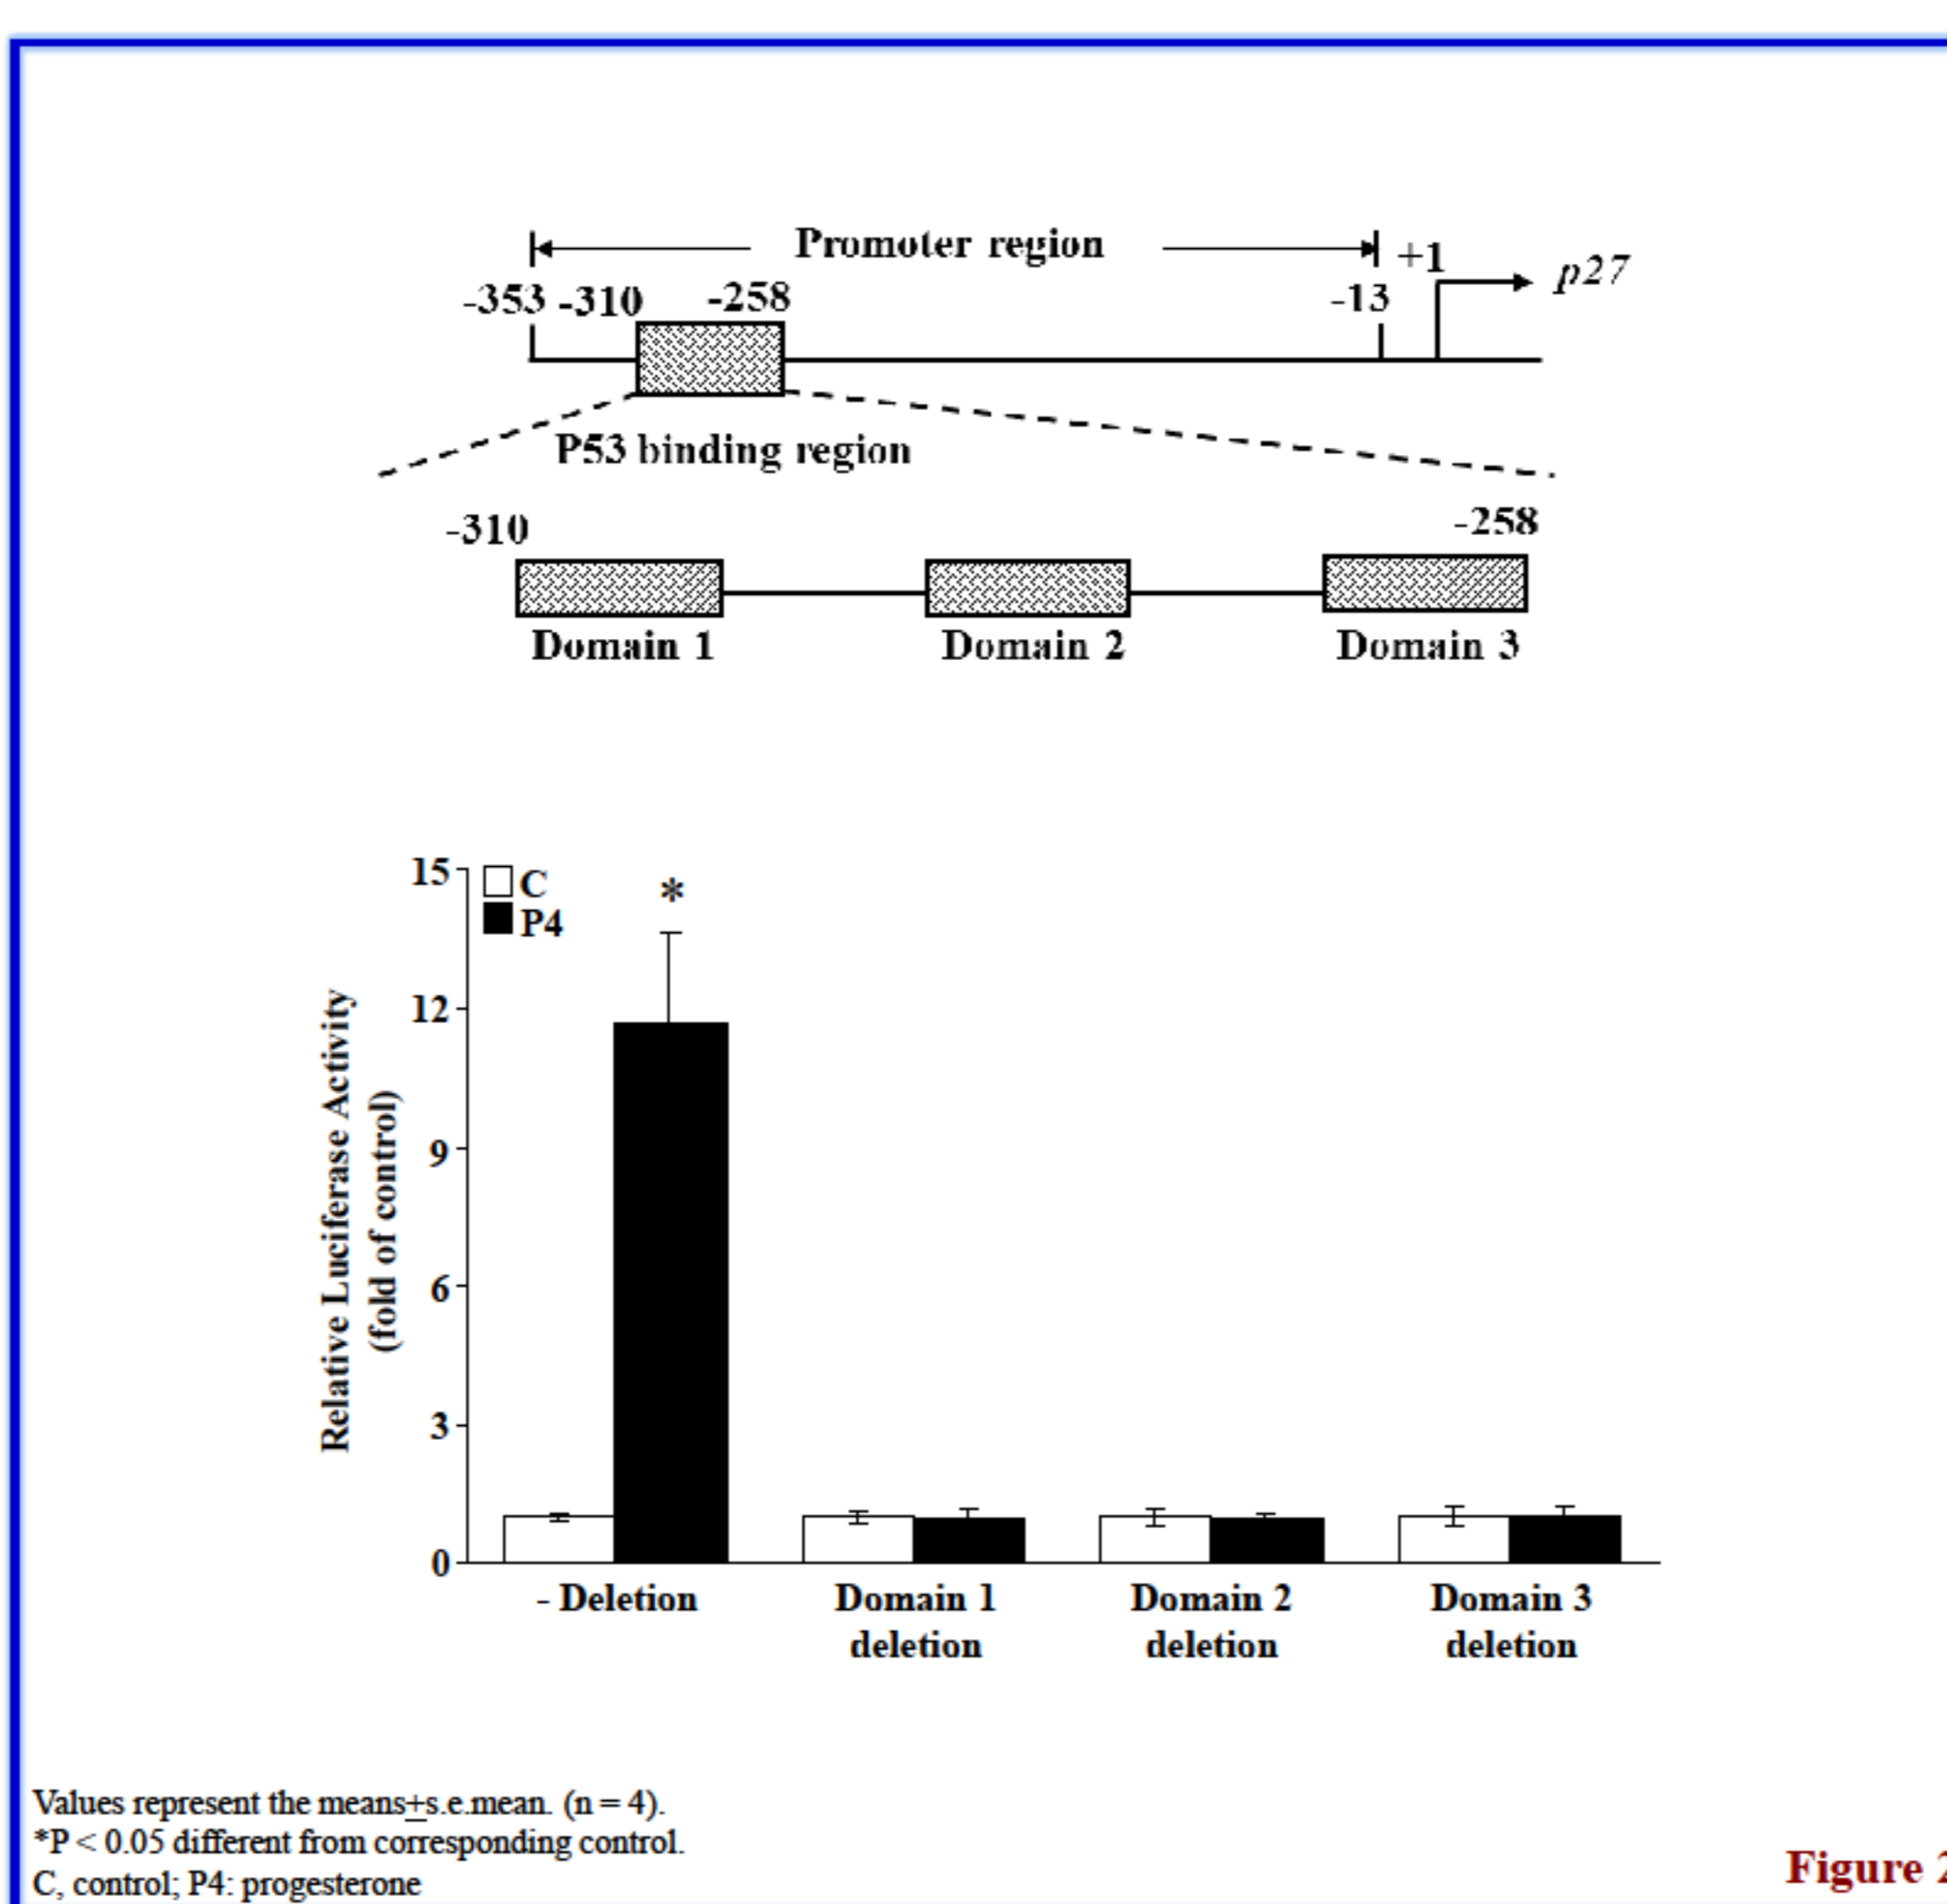 Promoter region
+1
p27
-353 -310 -258 -13
P53 binding region
-310 -258
Domain 1 Domain 2 Domain 3
15
12
9
6
3
0
C
P4
*
Relative Luciferase Activity
(fold of control)
- Deletion
Domain 1
deletion
Domain 2
deletion
Domain 3
deletion
Values represent the means+s.e.mean. (n = 4).
*P < 0.05 different from corresponding control.
C, control; P4: progesterone
Figure 2